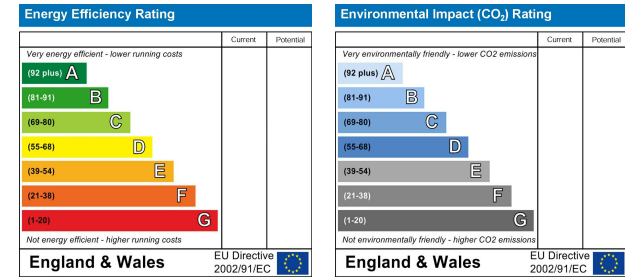 Energy Efficiency Rating
Current Potential
Very energy efficient - lower running costs
(92 plus) A
(81-91) B
(69-80) C
(55-68) D
(39-54) E
(21-38) F
(1-20) G
Not energy efficient - higher running costs
England & Wales
EU Directive
2002/91/EC
Environmental Impact (CO₂) Rating
Current Potential
Very environmentally friendly - lower CO2 emissions
(92 plus) A
(81-91) B
(69-80) C
(55-68) D
(39-54) E
(21-38) F
(1-20) G
Not environmentally friendly - higher CO2 emissions
England & Wales
EU Directive
2002/91/EC